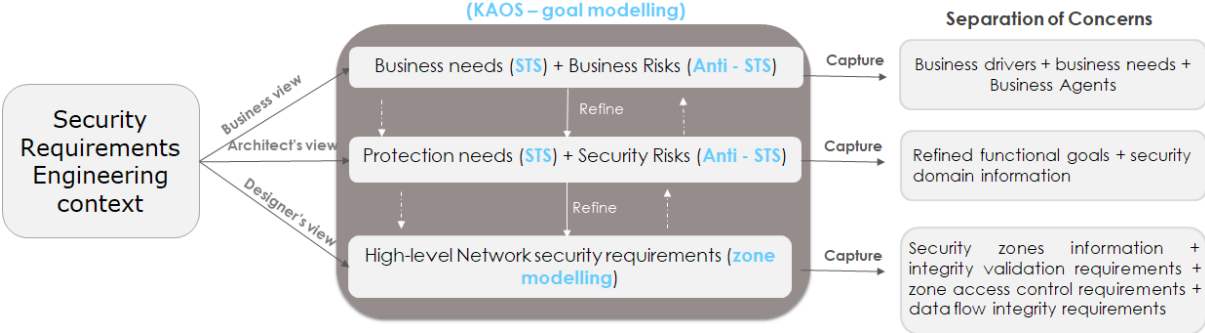 (KAOS – goal modelling)
Separation of Concerns
Business needs (STS) + Business Risks (Anti - STS)
Capture
Business drivers + business needs +
Business Agents
Business view
Refine
Security
Requirements
Engineering
context
Architect's view
Protection needs (STS) + Security Risks (Anti - STS)
Capture
Refined functional goals + security
domain information
Designer's view
Refine
High-level Network security requirements (zone
modelling)
Capture
Security zones information +
integrity validation requirements +
zone access control requirements +
data flow integrity requirements